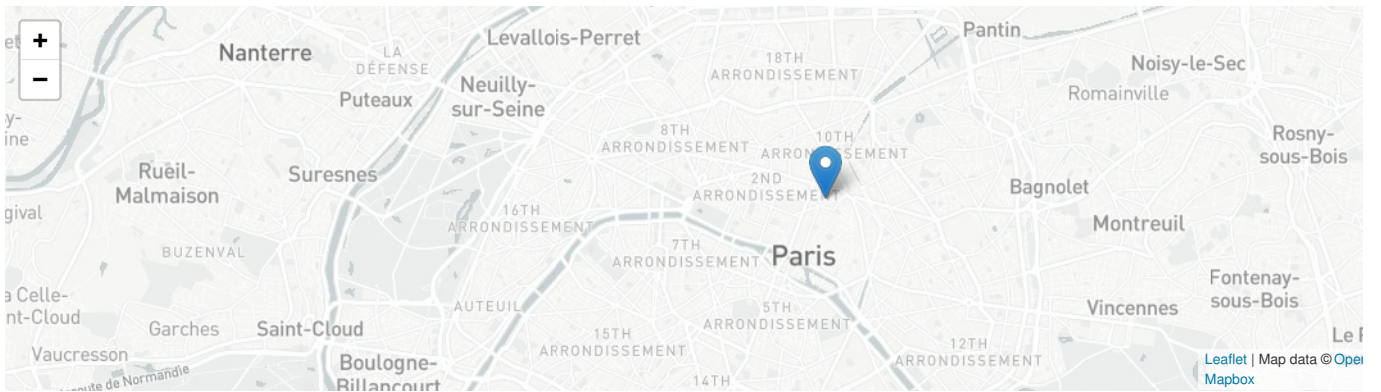 +
−
Nanterre
LA
DÉFENSE
Levallois-Perret
18TH
ARRONDISSEMENT
Pantin
Noisy-le-Sec
Puteaux
Neuilly-
sur-Seine
Romainville
8TH
ARRONDISSEMENT
10TH
Rosny-
sous-Bois
Rueil-
Malmaison
Suresnes
2ND
ARRONDISSEMENT
Bagnolet
16TH
ARRONDISSEMENT
Montreuil
BUZENVAL
7TH
ARRONDISSEMENT
Paris
Fontenay-
sous-Bois
AUTEUIL
5TH
ARRONDISSEMENT
Vincennes
Garches
Saint-Cloud
15TH
ARRONDISSEMENT
12TH
ARRONDISSEMENT
Vaucresson
Boulogne-
Billancourt
14TH
Leaflet | Map data © Open
Mapbox